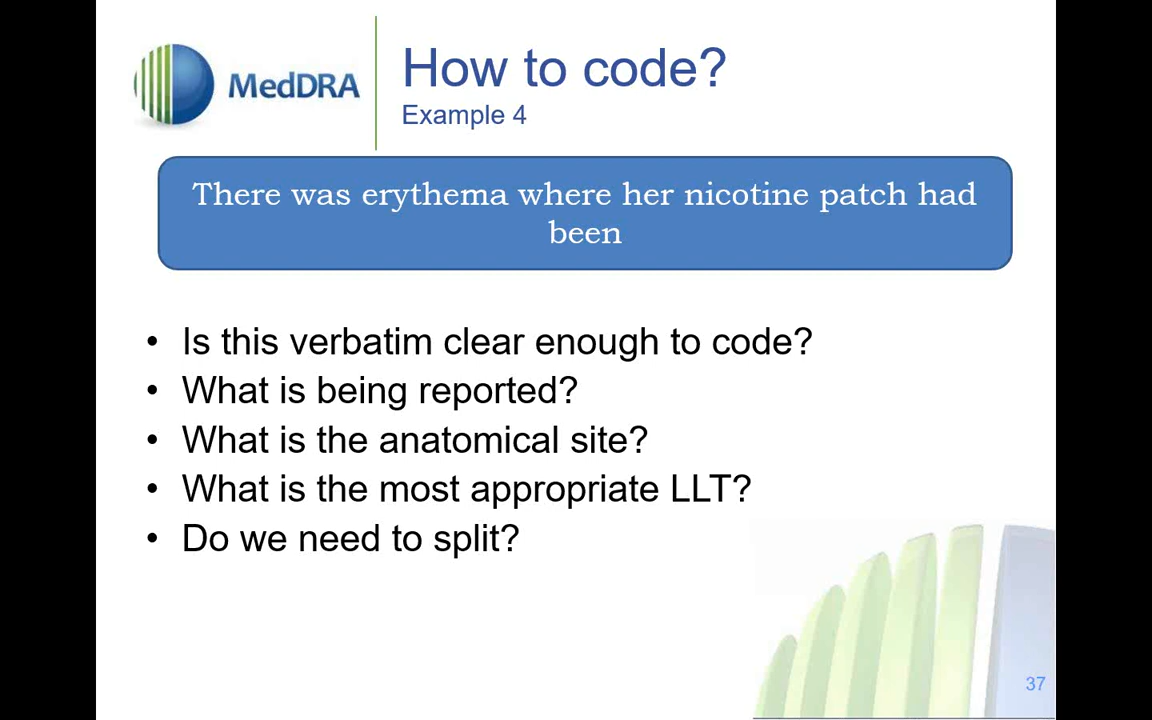 MedDRA
How to code?
Example 4
There was erythema where her nicotine patch had
been
• Is this verbatim clear enough to code?
• What is being reported?
• What is the anatomical site?
• What is the most appropriate LLT?
• Do we need to split?
37